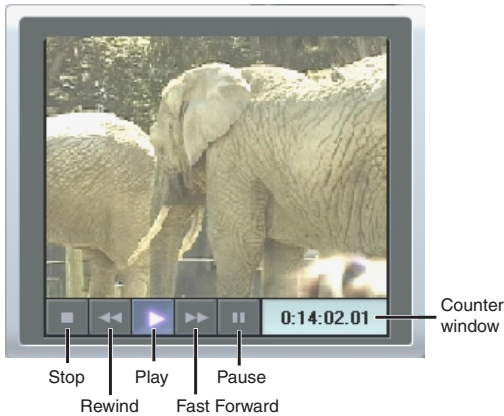 0:14:02.01
Counter
window
Stop
Play
Pause
Rewind
Fast Forward